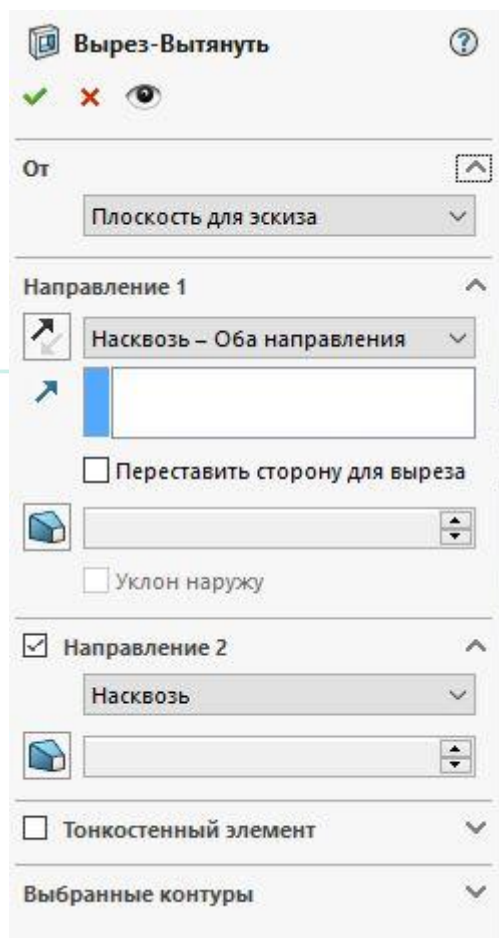 Вырез-Вытянуть
От
Плоскость для эскиза
Направление 1
Насквозь – Оба направления
Переставить сторону для выреза
Уклон наружу
Направление 2
Насквозь
Тонкостенный элемент
Выбранные контуры